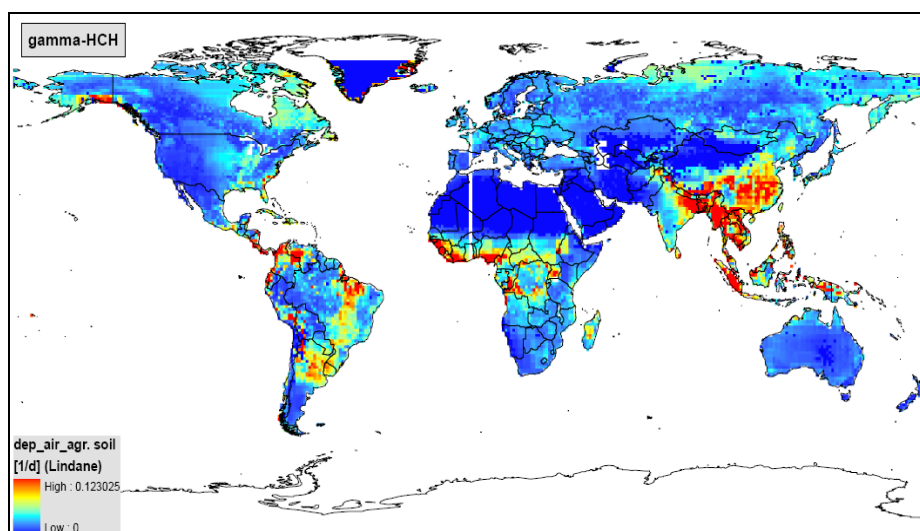 gamma-HCH
dep_air_agr. soil
[1/d] (Lindane)
High : 0.123025
Low : 0